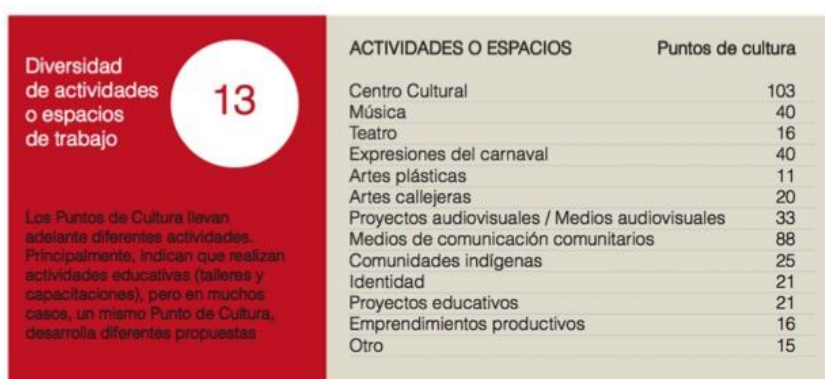 Diversidad
de actividades
o espacios
de trabajo
13
Los Puntos de Cultura llevan
adelante diferentes actividades.
Principalmente, indican que realizan
actividades educativas (talleres y
capacitaciones), pero en muchos
casos, un mismo Punto de Cultura,
desarrolla diferentes propuestas
ACTIVIDADES O ESPACIOS Puntos de cultura
Centro Cultural 103
Música 40
Teatro 16
Expresiones del carnaval 40
Artes plásticas 11
Artes callejeras 20
Proyectos audiovisuales / Medios audiovisuales 33
Medios de comunicación comunitarios 88
Comunidades indígenas 25
Identidad 21
Proyectos educativos 21
Emprendimientos productivos 16
Otro 15